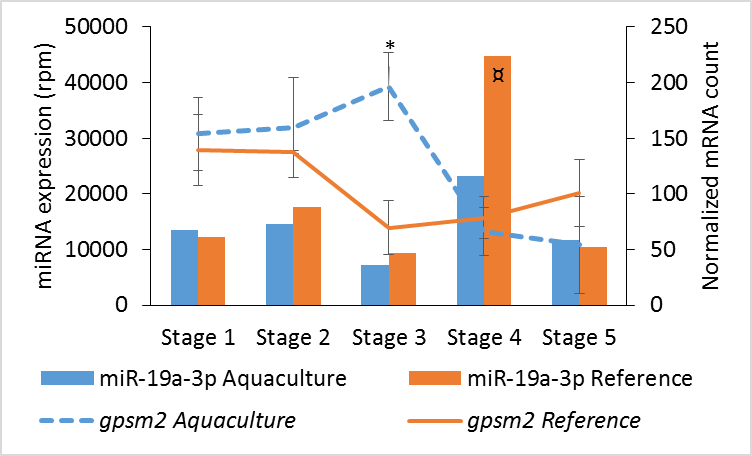 miRNA expression (rpm)
50000
40000
30000
20000
10000
0
*
¤
250
200
150
100
50
0
Normalized mRNA count
Stage 1 Stage 2 Stage 3 Stage 4 Stage 5
miR-19a-3p Aquaculture miR-19a-3p Reference
gpsm2 Aquaculture gpsm2 Reference